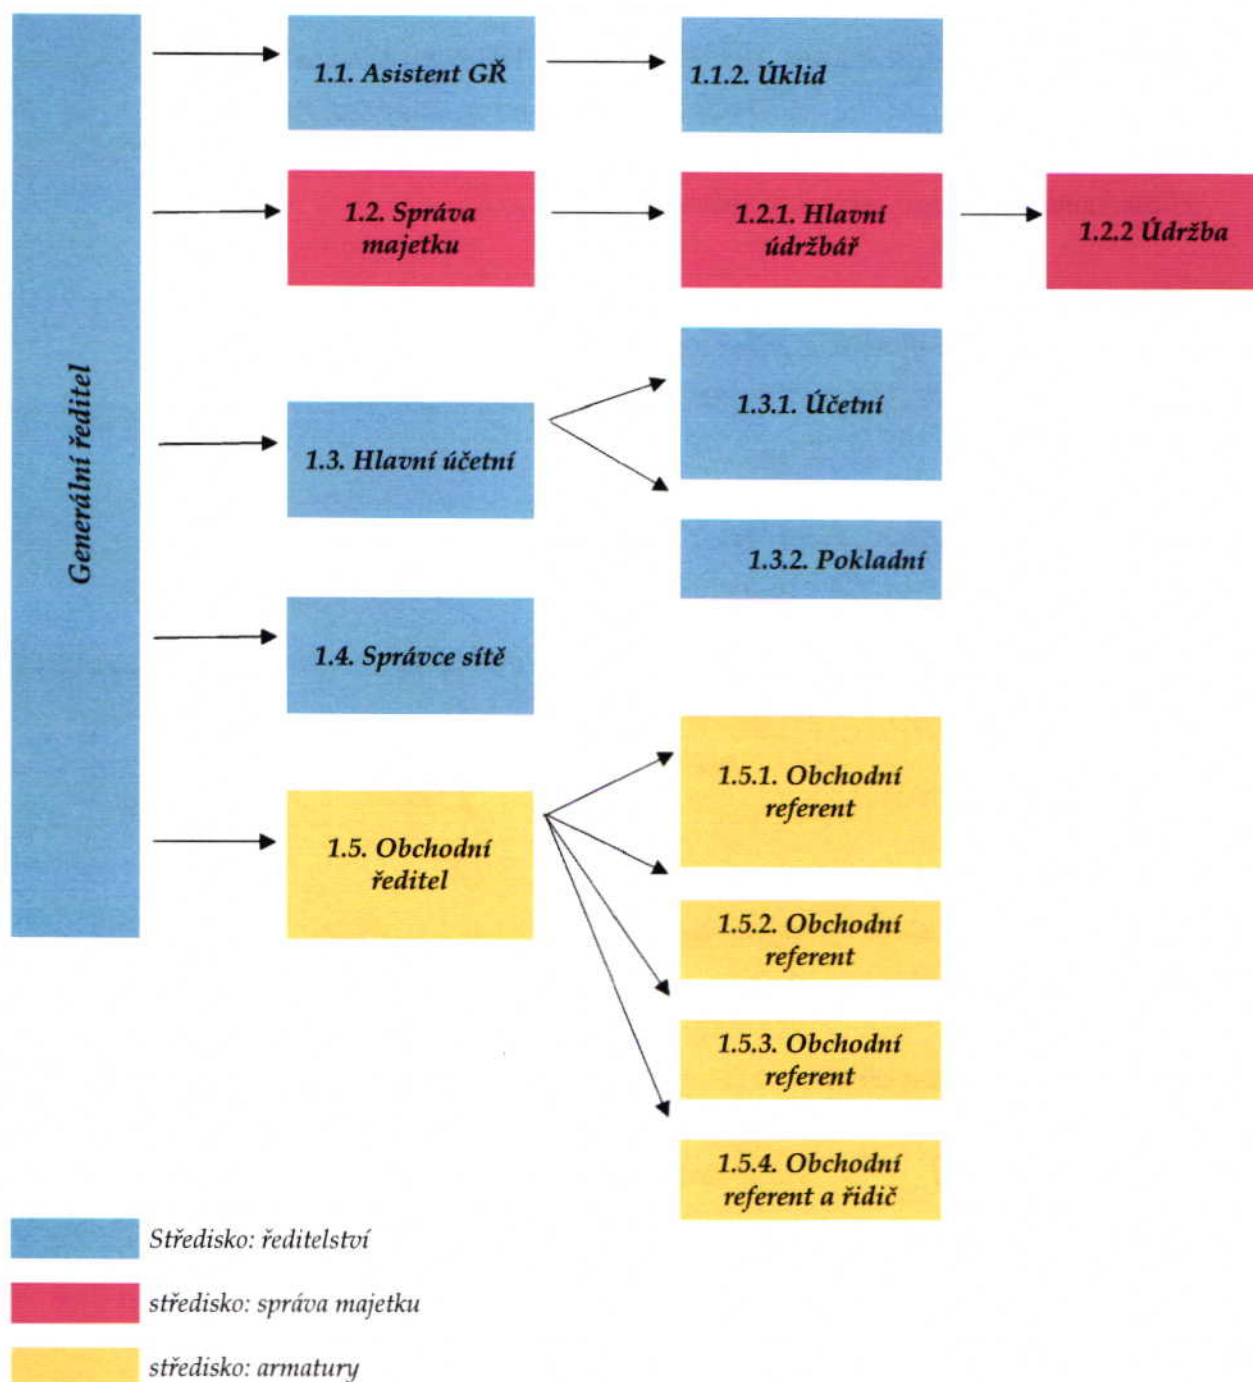 Generální ředitel
1.1. Asistent GŘ
1.1.2. Úklid
1.2. Správa
majetku
1.2.1. Hlavní
údržbář
1.2.2 Údržba
1.3. Hlavní účetní
1.3.1. Účetní
1.3.2. Pokladní
1.4. Správce sítě
1.5. Obchodní
ředitel
1.5.1. Obchodní
referent
1.5.2. Obchodní
referent
1.5.3. Obchodní
referent
1.5.4. Obchodní
referent a řidič
Středisko: ředitelství
středisko: správa majetku
středisko: armatury